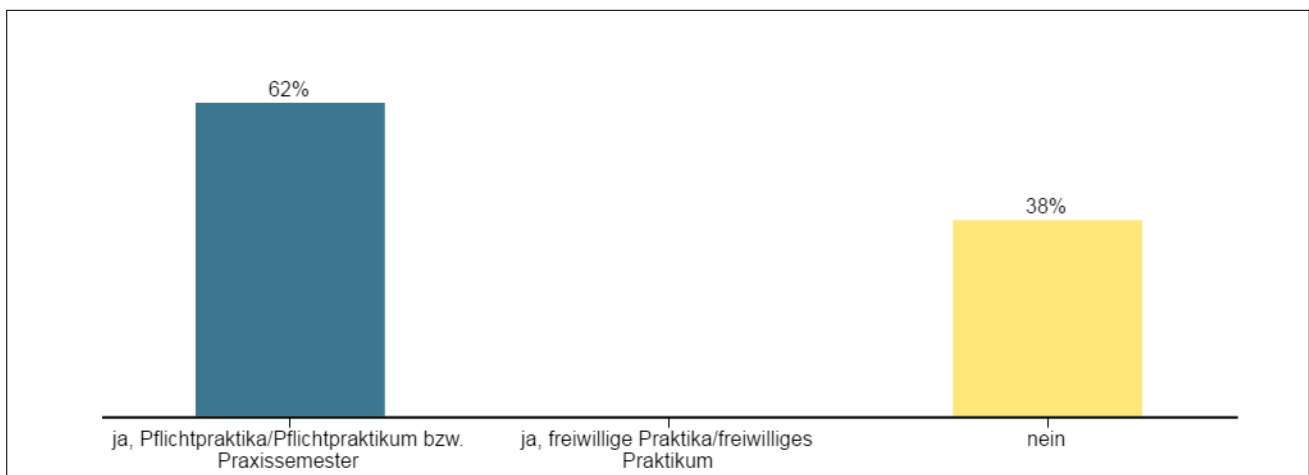 62%
38%
ja, Pflichtpraktika/Pflichtpraktikum bzw.
Praxissemester
ja, freiwillige Praktika/freiwilliges
Praktikum
nein